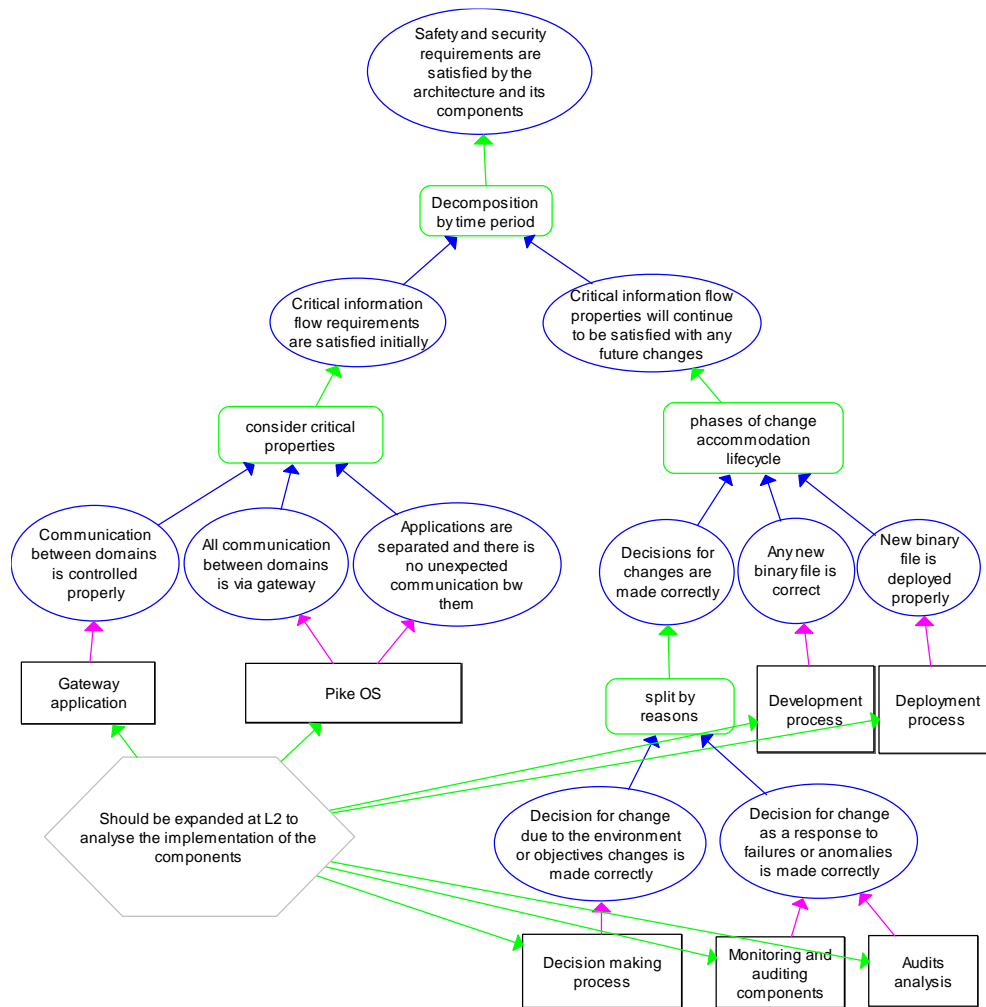 Safety and security
requirements are
satisfied by the
architecture and its
components
Decomposition
by time period
Critical information
flow requirements
are satisfied initially
Critical information flow
properties will continue
to be satisfied with any
future changes
consider critical
properties
phases of change
accommodation
lifecycle
Communication
between domains
is controlled
properly
All communication
between domains
is via gateway
Applications are
separated and there is
no unexpected
communication bw
them
Decisions for
changes are
made correctly
Any new
binary file is
correct
New binary
file is
deployed
properly
Gateway
application
Pike OS
split by
reasons
Development
process
Deployment
process
Should be expanded at L2 to
analyse the implementation of the
components
Decision for change
due to the environment
or objectives changes is
made correctly
Decision for change
as a response to
failures or anomalies
is made correctly
Decision making
process
Monitoring and
auditing
components
Audits
analysis